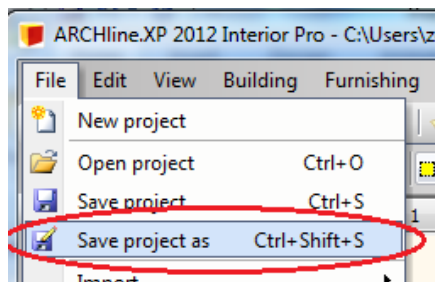 ARCHline.XP 2012 Interior Pro - C:\Users\z
File Edit View Building Furnishing
New project
Open project Ctrl+O
Save project Ctrl+S
1
Save project as Ctrl+Shift+S
Import